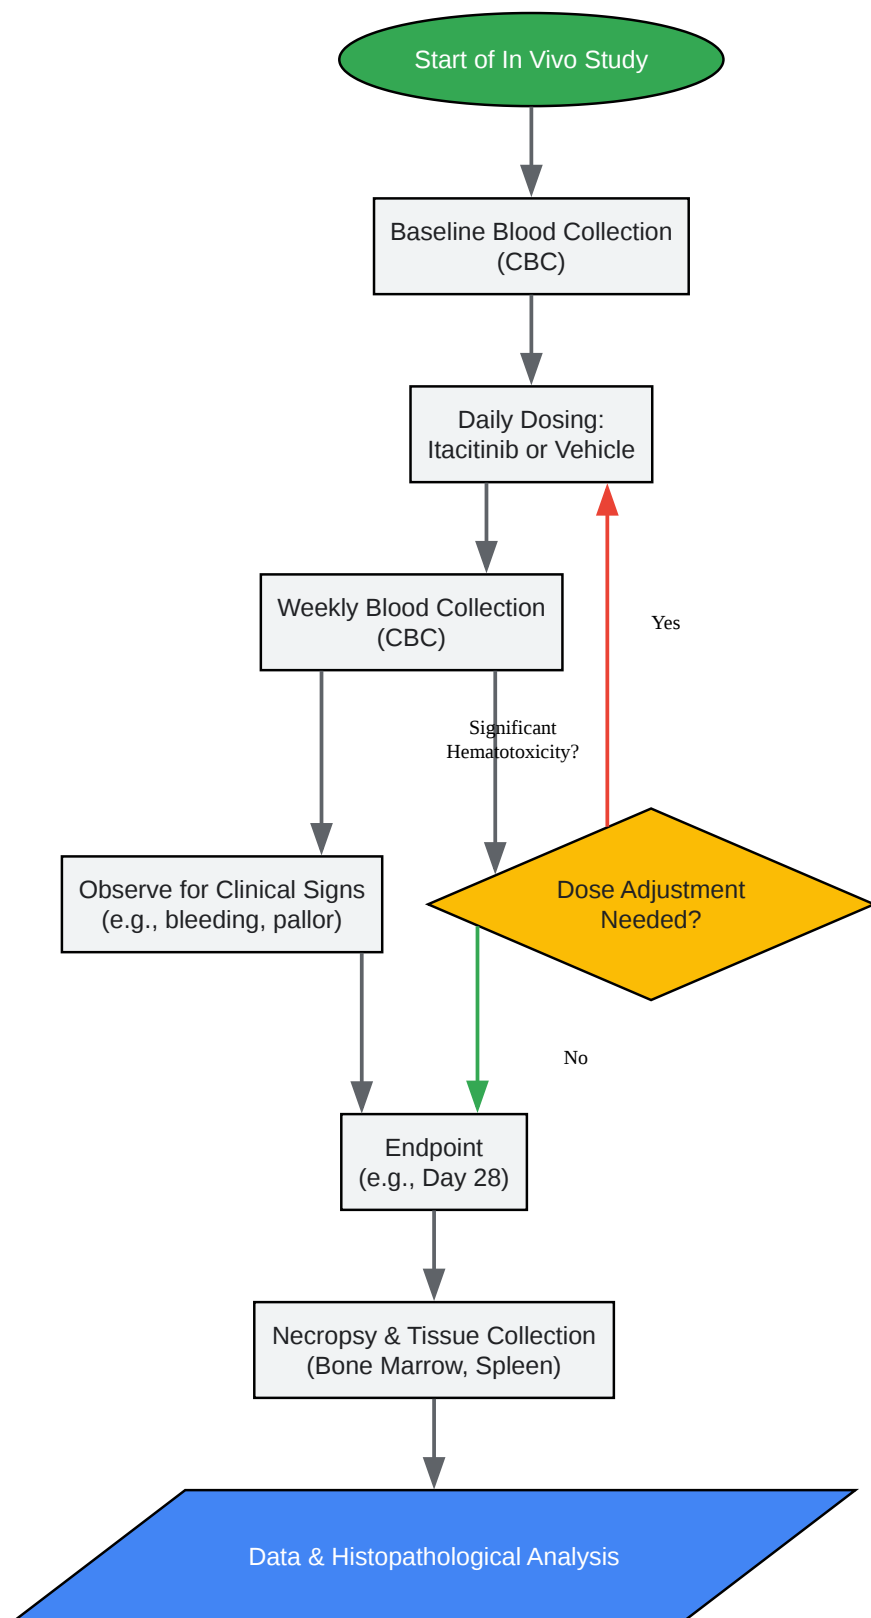 Start of In Vivo Study
Baseline Blood Collection
(CBC)
Daily Dosing:
Itacitinib or Vehicle
Weekly Blood Collection
(CBC)
Yes
Significant
Hematotoxicity?
Observe for Clinical Signs
(e.g., bleeding, pallor)
Dose Adjustment
Needed?
No
Endpoint
(e.g., Day 28)
Necropsy & Tissue Collection
(Bone Marrow, Spleen)
Data & Histopathological Analysis